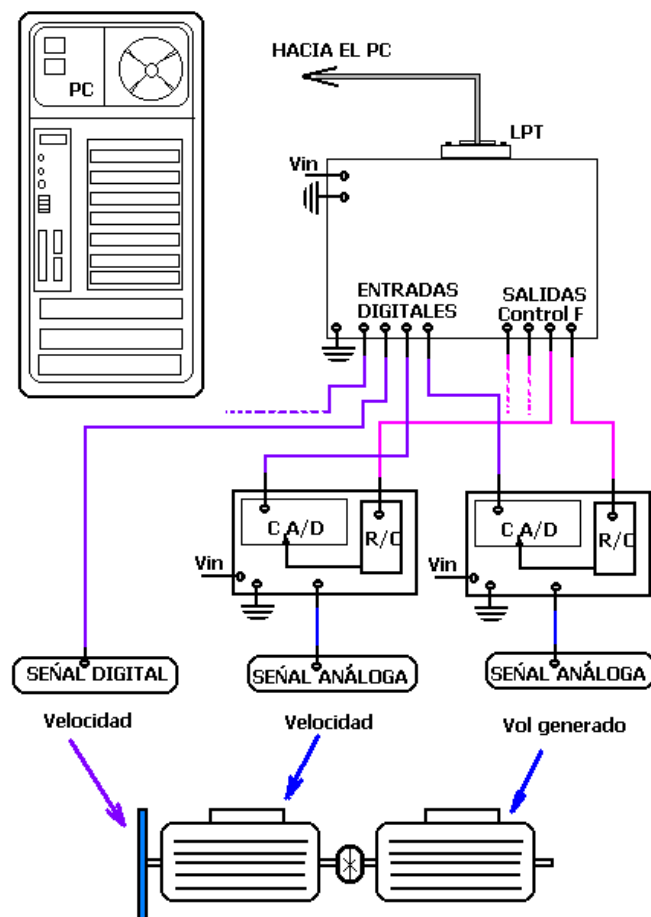 HACIA EL PC
PC
LPT
Vin
ENTRADAS
DIGITALES
SALIDAS
Control F
C A/D
R/C
Vin
C A/D
R/C
Vin
SEÑAL DIGITAL
SEÑAL ANÁLOGA
SEÑAL ANÁLOGA
Velocidad
Velocidad
Vol generado